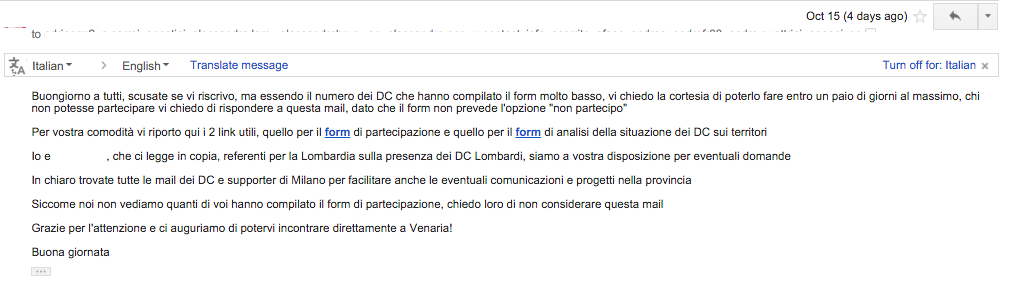 Oct 15 (4 days ago)
to
Italian > English Translate message Turn off for: Italian ×
Buongiorno a tutti, scusate se vi riscrivo, ma essendo il numero dei DC che hanno compilato il form molto basso, vi chiedo la cortesia di poterlo fare entro un paio di giorni al massimo, chi
non potesse partecipare vi chiedo di rispondere a questa mail, dato che il form non prevede l'opzione "non partecipo"
Per vostra comodità vi riporto qui i 2 link utili, quello per il form di partecipazione e quello per il form di analisi della situazione dei DC sui territori
Io e , che ci legge in copia, referenti per la Lombardia sulla presenza dei DC Lombardi, siamo a vostra disposizione per eventuali domande
In chiaro trovate tutte le mail dei DC e supporter di Milano per facilitare anche le eventuali comunicazioni e progetti nella provincia
Siccome noi non vediamo quanti di voi hanno compilato il form di partecipazione, chiedo loro di non considerare questa mail
Grazie per l'attenzione e ci auguriamo di potervi incontrare direttamente a Venaria!
Buona giornata